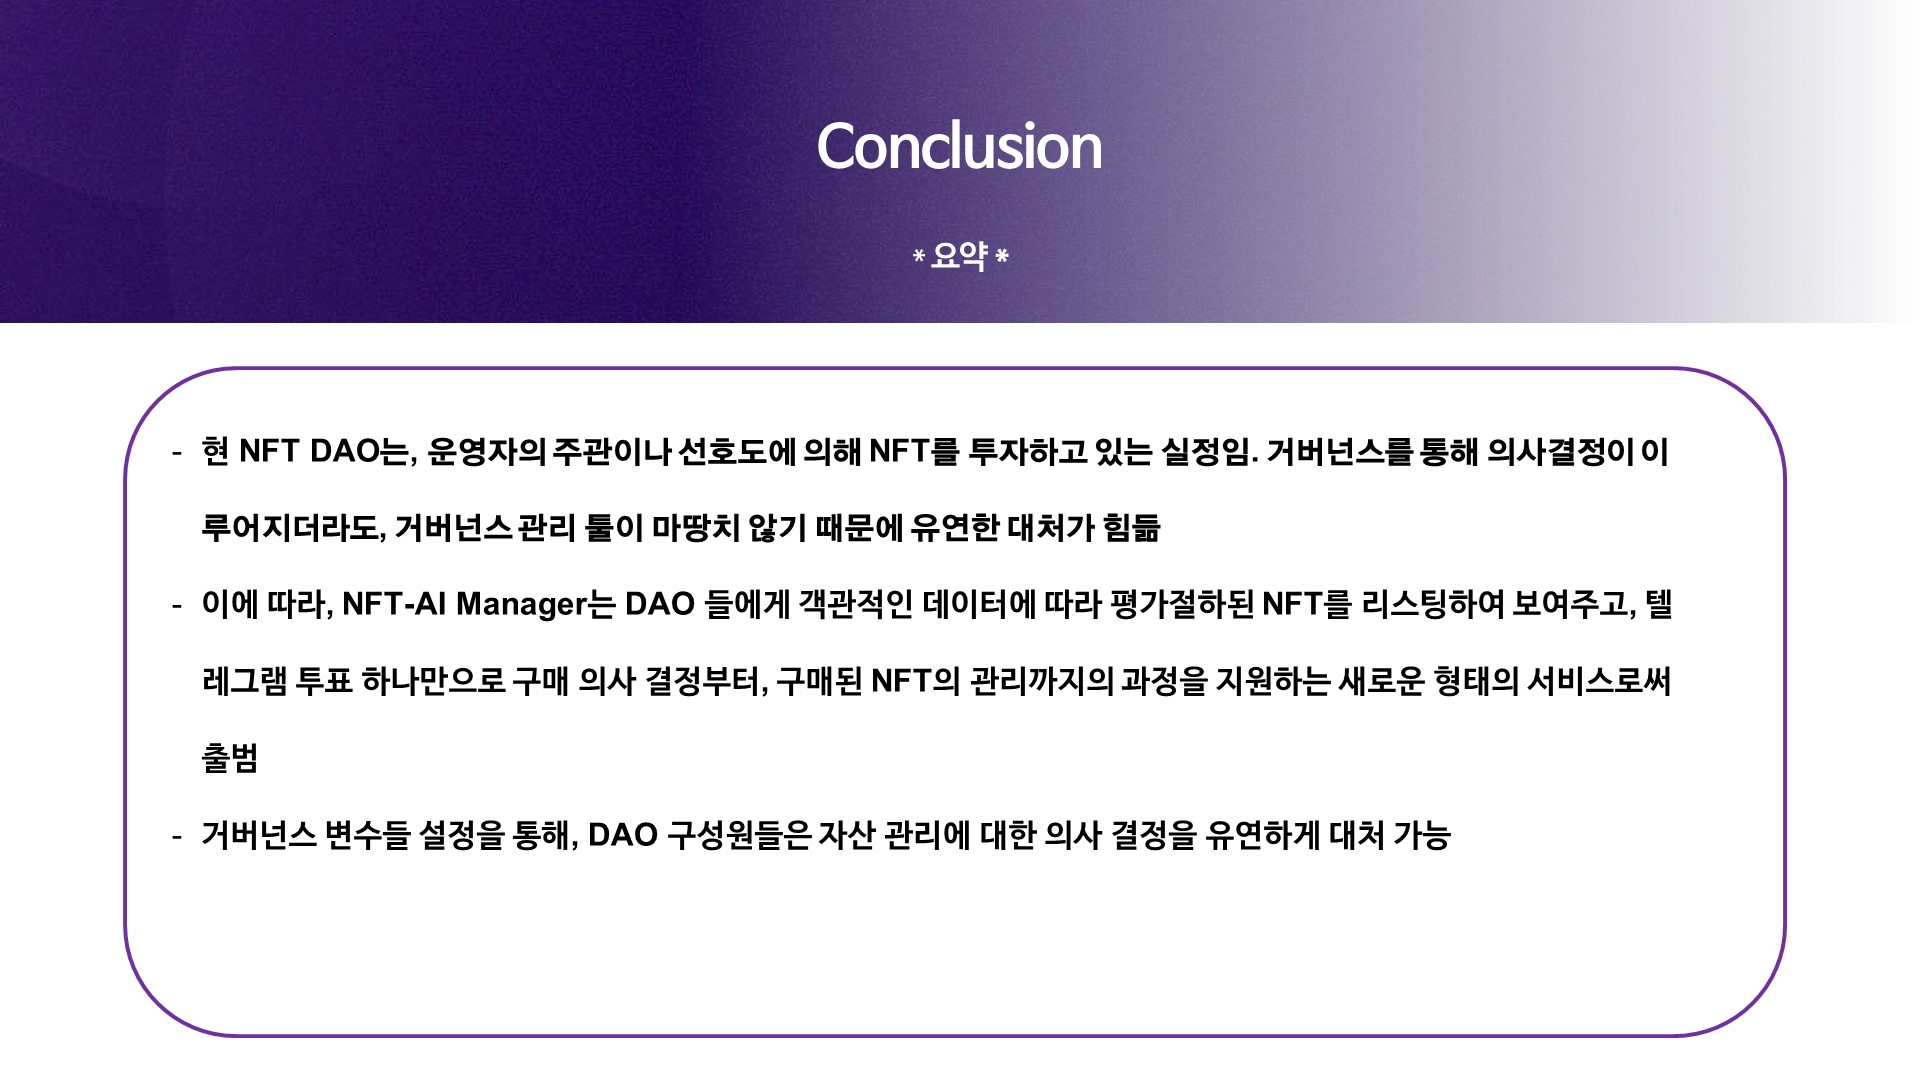 Conclusion
* 요약 *
- 현 NFT DAO는, 운영자의 주관이나 선호도에 의해 NFT를 투자하고 있는 실정임. 거버넌스를 통해 의사결정이 이
루어지더라도, 거버넌스 관리 툴이 마땅치 않기 때문에 유연한 대처가 힘듦
- 이에 따라, NFT-AI Manager는 DAO 들에게 객관적인 데이터에 따라 평가절하된 NFT를 리스팅하여 보여주고, 텔
레그램 투표 하나만으로 구매 의사 결정부터, 구매된 NFT의 관리까지의 과정을 지원하는 새로운 형태의 서비스로써
출범
- 거버넌스 변수들 설정을 통해, DAO 구성원들은 자산 관리에 대한 의사 결정을 유연하게 대처 가능